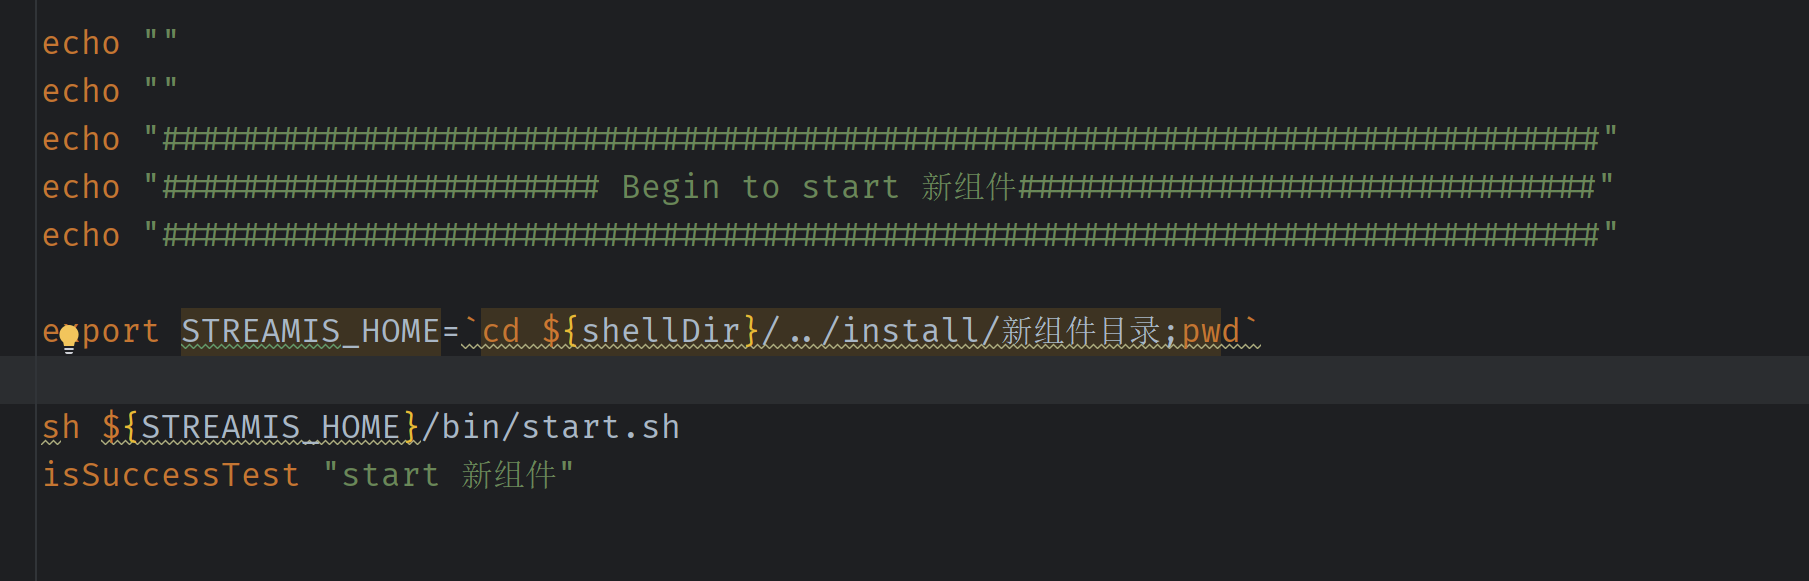 echo ""
echo ""
echo "########################################################################"
echo "###################### Begin to start 新组件#############################"
echo "########################################################################"
export STREAMIS_HOME=`cd ${shellDir}/../install/新组件目录;pwd`
sh ${STREAMIS_HOME}/bin/start.sh
isSuccessTest "start 新组件"